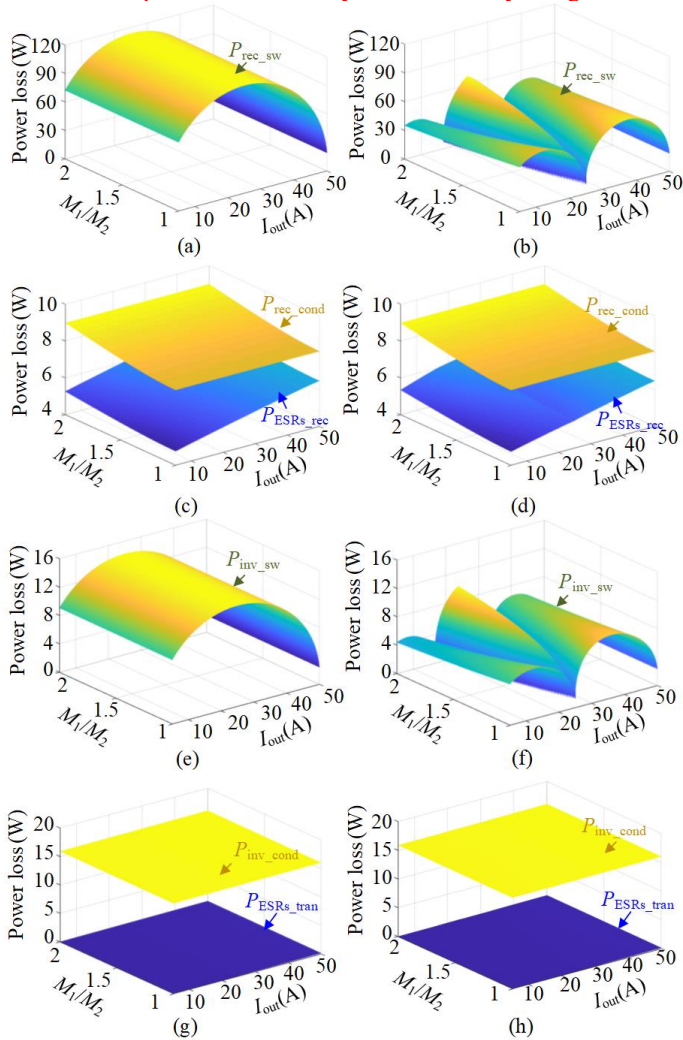 120
90
60
30
0
Power loss (W)
P_rec_sw
2
1.5
1
M1/M2
10
20
30
40
50
Iout(A)
(a)
120
90
60
30
0
Power loss (W)
P_rec_sw
2
1.5
1
M1/M2
10
20
30
40
50
Iout(A)
(b)
10
8
6
4
Power loss (W)
P_rec_cond
P_ESRs_rec
2
1.5
1
M1/M2
10
20
30
40
50
Iout(A)
(c)
10
8
6
4
Power loss (W)
P_rec_cond
P_ESRs_rec
2
1.5
1
M1/M2
10
20
30
40
50
Iout(A)
(d)
16
12
8
4
0
Power loss (W)
P_inv_sw
2
1.5
1
M1/M2
10
20
30
40
50
Iout(A)
(e)
16
12
8
4
0
Power loss (W)
P_inv_sw
2
1.5
1
M1/M2
10
20
30
40
50
Iout(A)
(f)
20
15
10
5
0
Power loss (W)
P_inv_cond
P_ESRs_tran
2
1.5
1
M1/M2
10
20
30
40
50
Iout(A)
(g)
20
15
10
5
0
Power loss (W)
P_inv_cond
P_ESRs_tran
2
1.5
1
M1/M2
10
20
30
40
50
Iout(A)
(h)